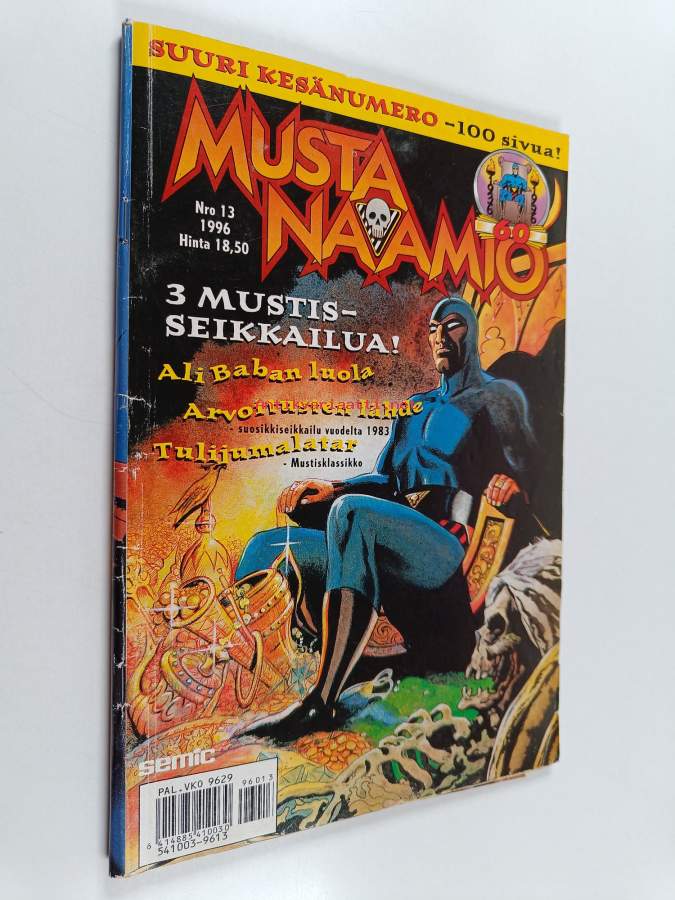 SUURI KESÄNUMERO – 100 sivua!
MUSTA
NAAMIO
60
Nro 13
1996
Hinta 18,50
3 MUSTIS-
SEIKKAILUA!
Ali Baban luola
Arvoitusten lähde
suosikkiseikkailu vuodelta 1983
Tulijumalatar
- Mustisklassikko
semic
PAL.VKO 9629
96013
6 414885 410030
541003-9613